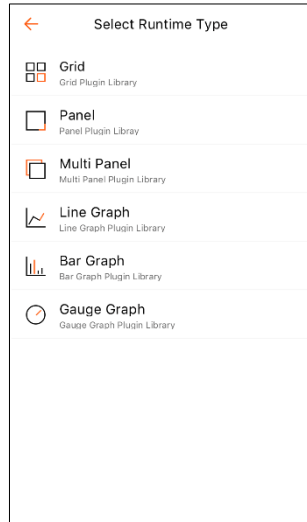 Select Runtime Type
Grid
Grid Plugin Library
Panel
Panel Plugin Libray
Multi Panel
Multi Panel Plugin Library
Line Graph
Line Graph Plugin Library
Bar Graph
Bar Graph Plugin Library
Gauge Graph
Gauge Graph Plugin Library